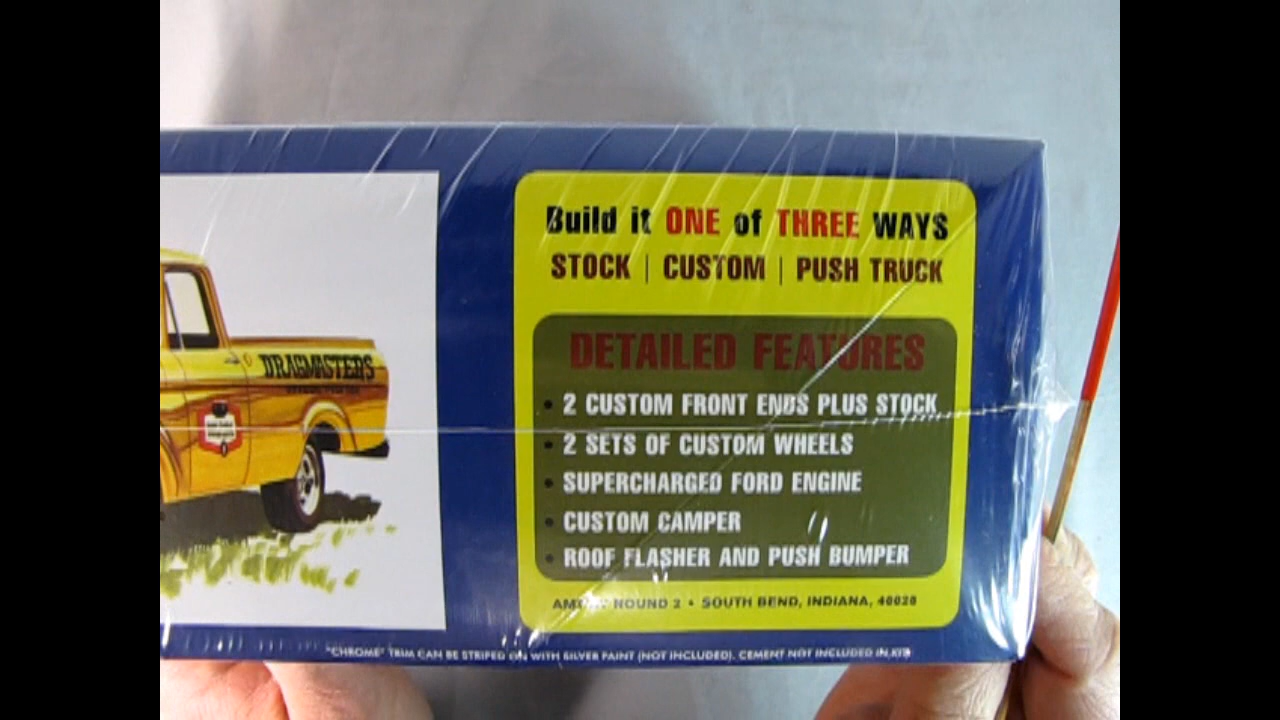 DRAGMASTERS
Build it ONE of THREE WAYS
STOCK | CUSTOM | PUSH TRUCK
DETAILED FEATURES
• 2 CUSTOM FRONT ENDS PLUS STOCK
• 2 SETS OF CUSTOM WHEELS
• SUPERCHARGED FORD ENGINE
• CUSTOM CAMPER
• ROOF FLASHER AND PUSH BUMPER
ROUND 2 • SOUTH BEND, INDIANA, 46628
"CHROME" TRIM CAN BE STRIPED ON WITH SILVER PAINT (NOT INCLUDED). CEMENT NOT INCLUDED IN KIT